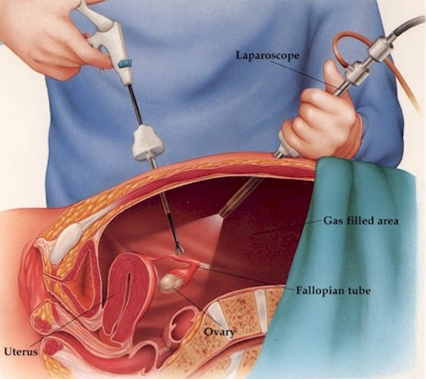 Laparoscope
Gas filled area
Fallopian tube
Ovary
Uterus